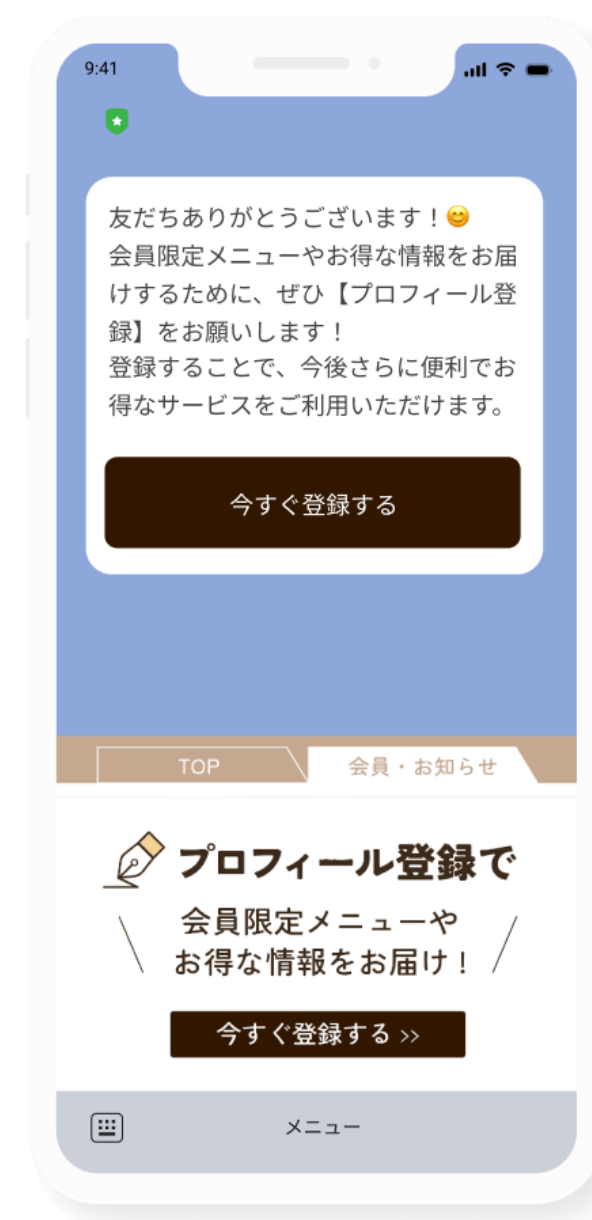 9:41
友だちありがとうございます！😊
会員限定メニューやお得な情報をお届
けするために、ぜひ【プロフィール登
録】をお願いします！
登録することで、今後さらに便利でお
得なサービスをご利用いただけます。
今すぐ登録する
TOP
会員・お知らせ
プロフィール登録で
会員限定メニューや
お得な情報をお届け！
今すぐ登録する >>
メニュー